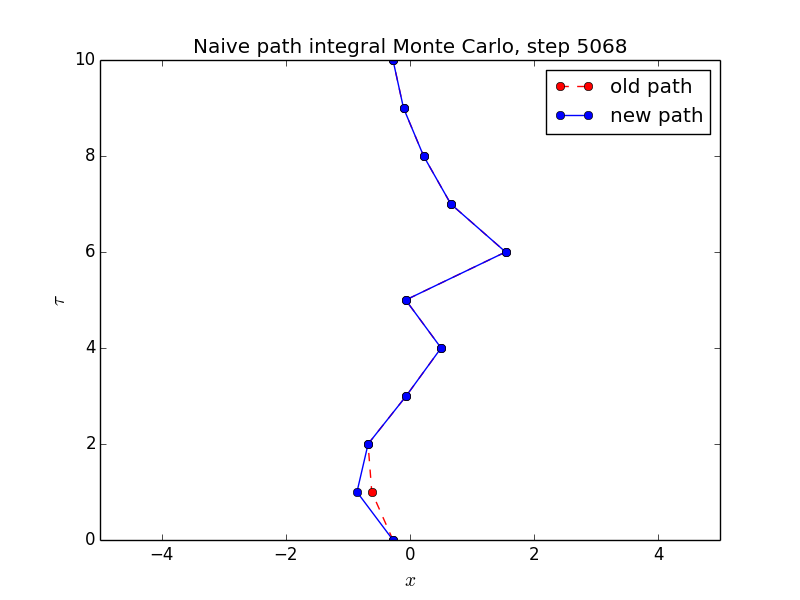 Naive path integral Monte Carlo, step 5068
old path
new path
10
8
6
4
2
0
τ
−4 −2 0 2 4
x